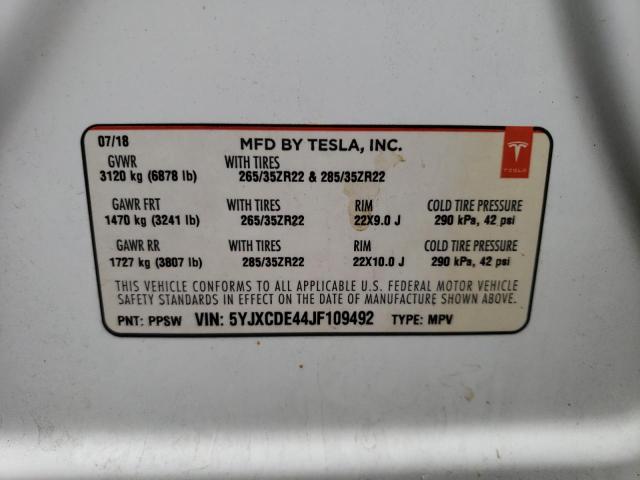 07/18 MFD BY TESLA, INC.
TESLA
GVWR WITH TIRES
3120 kg (6878 lb) 265/35ZR22 & 285/35ZR22
GAWR FRT WITH TIRES RIM COLD TIRE PRESSURE
1470 kg (3241 lb) 265/35ZR22 22X9.0 J 290 kPa, 42 psi
GAWR RR WITH TIRES RIM COLD TIRE PRESSURE
1727 kg (3807 lb) 285/35ZR22 22X10.0 J 290 kPa, 42 psi
THIS VEHICLE CONFORMS TO ALL APPLICABLE U.S. FEDERAL MOTOR VEHICLE
SAFETY STANDARDS IN EFFECT ON THE DATE OF MANUFACTURE SHOWN ABOVE.
PNT: PPSW VIN: 5YJXCDE44JF109492 TYPE: MPV